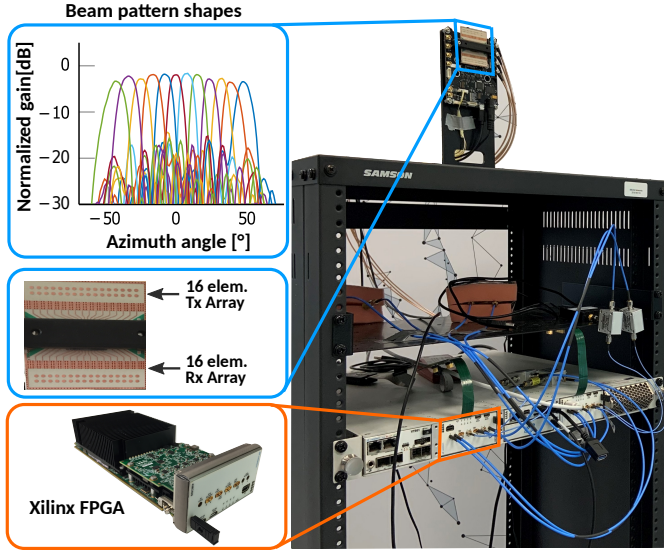 Beam pattern shapes
Normalized gain[dB]
0
−10
−20
−30
−50
0
50
Azimuth angle [°]
16 elem.
Tx Array
16 elem.
Rx Array
Xilinx FPGA
SAMSON